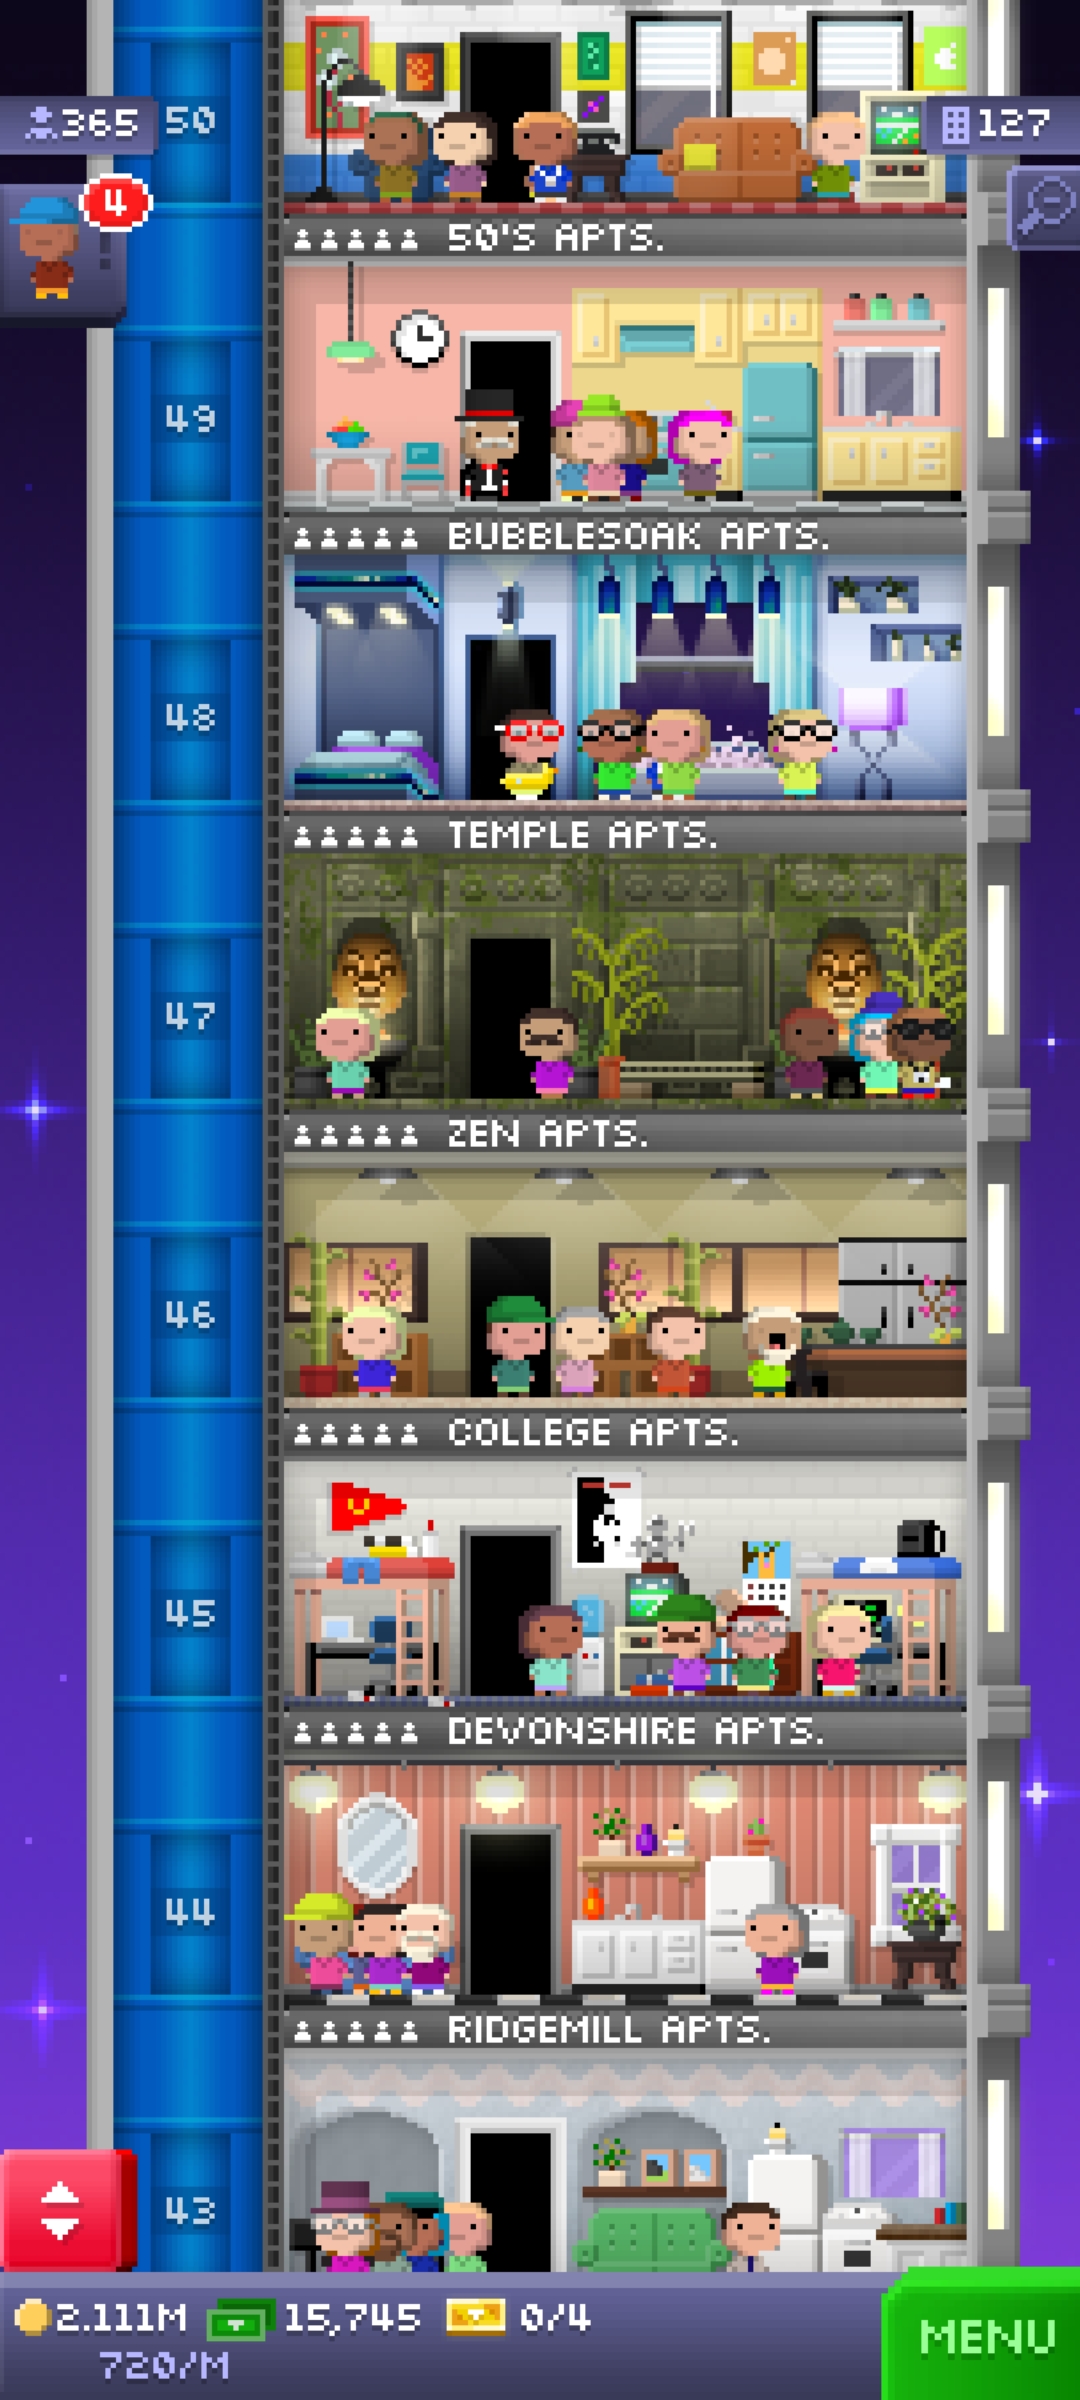 365
50
127
4
50'S APTS.
49
BUBBLESOAK APTS.
48
TEMPLE APTS.
47
ZEN APTS.
46
COLLEGE APTS.
45
DEVONSHIRE APTS.
44
RIDGEMILL APTS.
43
2.111M 15,745 0/4
720/M
MENU